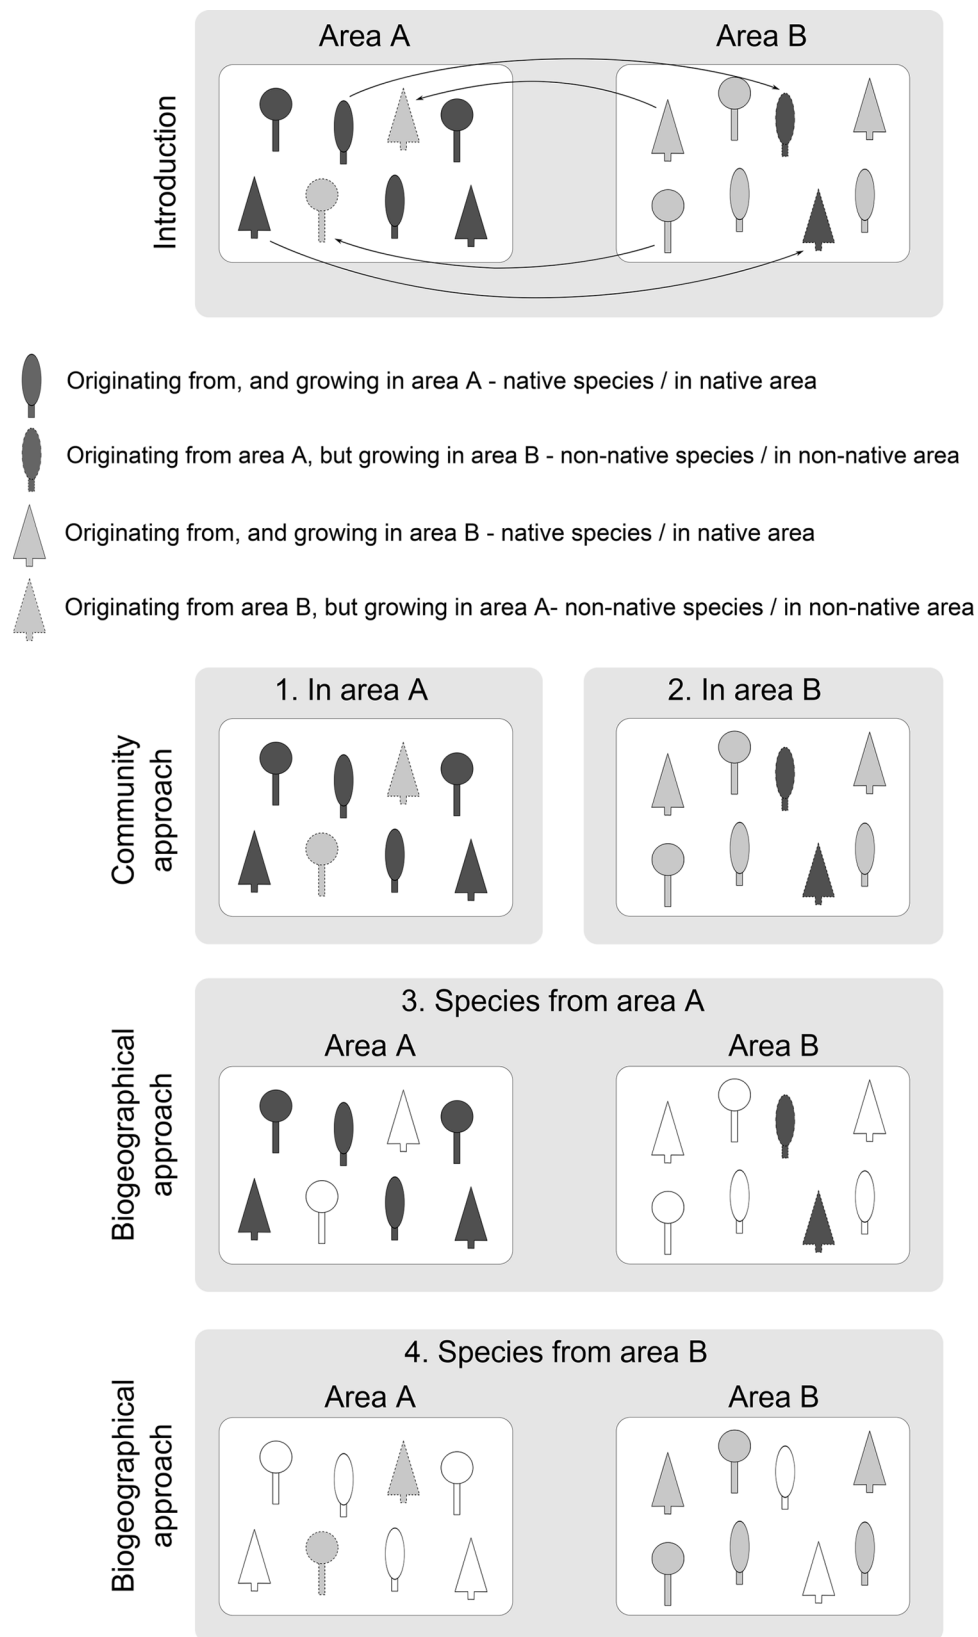 Area A
Area B
Introduction
Originating from, and growing in area A - native species / in native area
Originating from area A, but growing in area B - non-native species / in non-native area
Originating from, and growing in area B - native species / in native area
Originating from area B, but growing in area A- non-native species / in non-native area
1. In area A
2. In area B
Community
approach
3. Species from area A
Area A
Area B
Biogeographical
approach
4. Species from area B
Area A
Area B
Biogeographical
approach